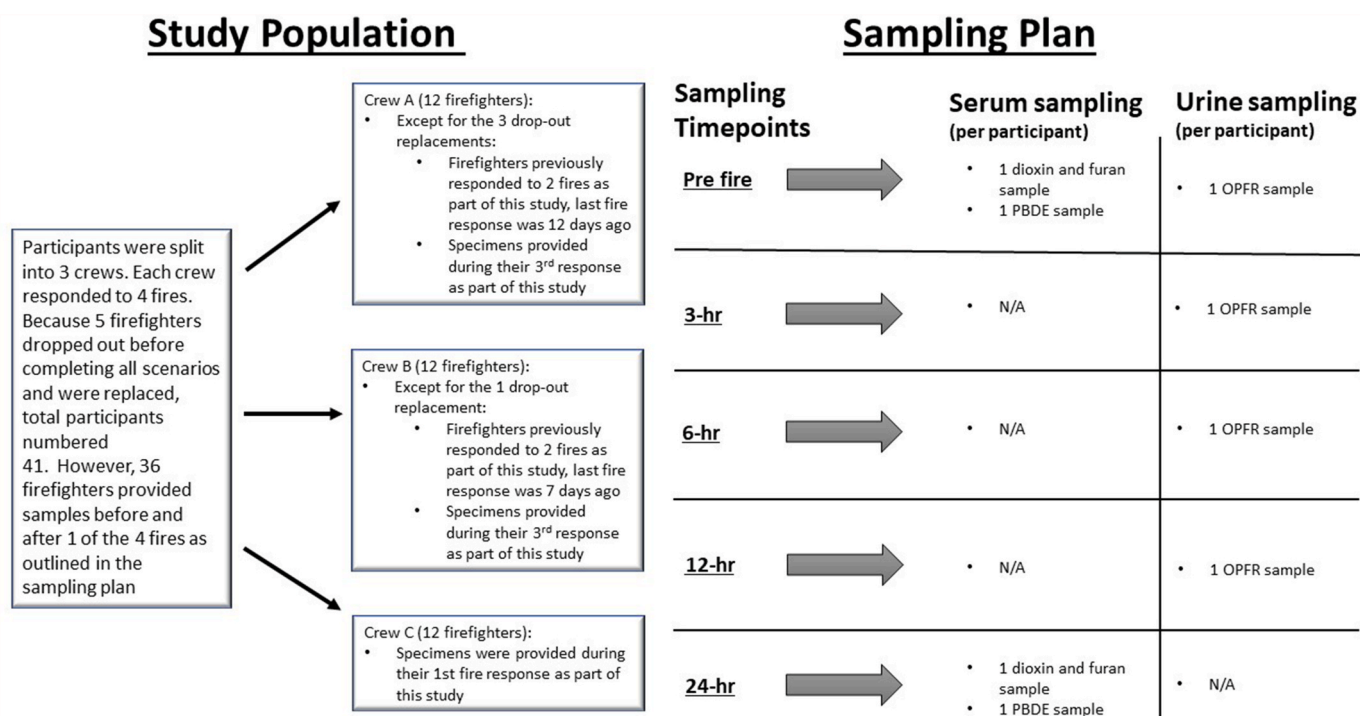 Study Population
Participants were split
into 3 crews. Each crew
responded to 4 fires.
Because 5 firefighters
dropped out before
completing all scenarios
and were replaced,
total participants
numbered
41.  However, 36
firefighters provided
samples before and
after 1 of the 4 fires as
outlined in the
sampling plan
Crew A (12 firefighters):
• Except for the 3 drop-out
replacements:
• Firefighters previously
responded to 2 fires as
part of this study, last fire
response was 12 days ago
• Specimens provided
during their 3rd response
as part of this study
Crew B (12 firefighters):
• Except for the 1 drop-out
replacement:
• Firefighters previously
responded to 2 fires as
part of this study, last fire
response was 7 days ago
• Specimens provided
during their 3rd response
as part of this study
Crew C (12 firefighters):
• Specimens were provided during
their 1st fire response as part of
this study
Sampling Plan
Sampling
Timepoints
Serum sampling
(per participant)
Urine sampling
(per participant)
Pre fire
• 1 dioxin and furan
sample
• 1 PBDE sample
• 1 OPFR sample
3-hr
• N/A
• 1 OPFR sample
6-hr
• N/A
• 1 OPFR sample
12-hr
• N/A
• 1 OPFR sample
24-hr
• 1 dioxin and furan
sample
• 1 PBDE sample
• N/A